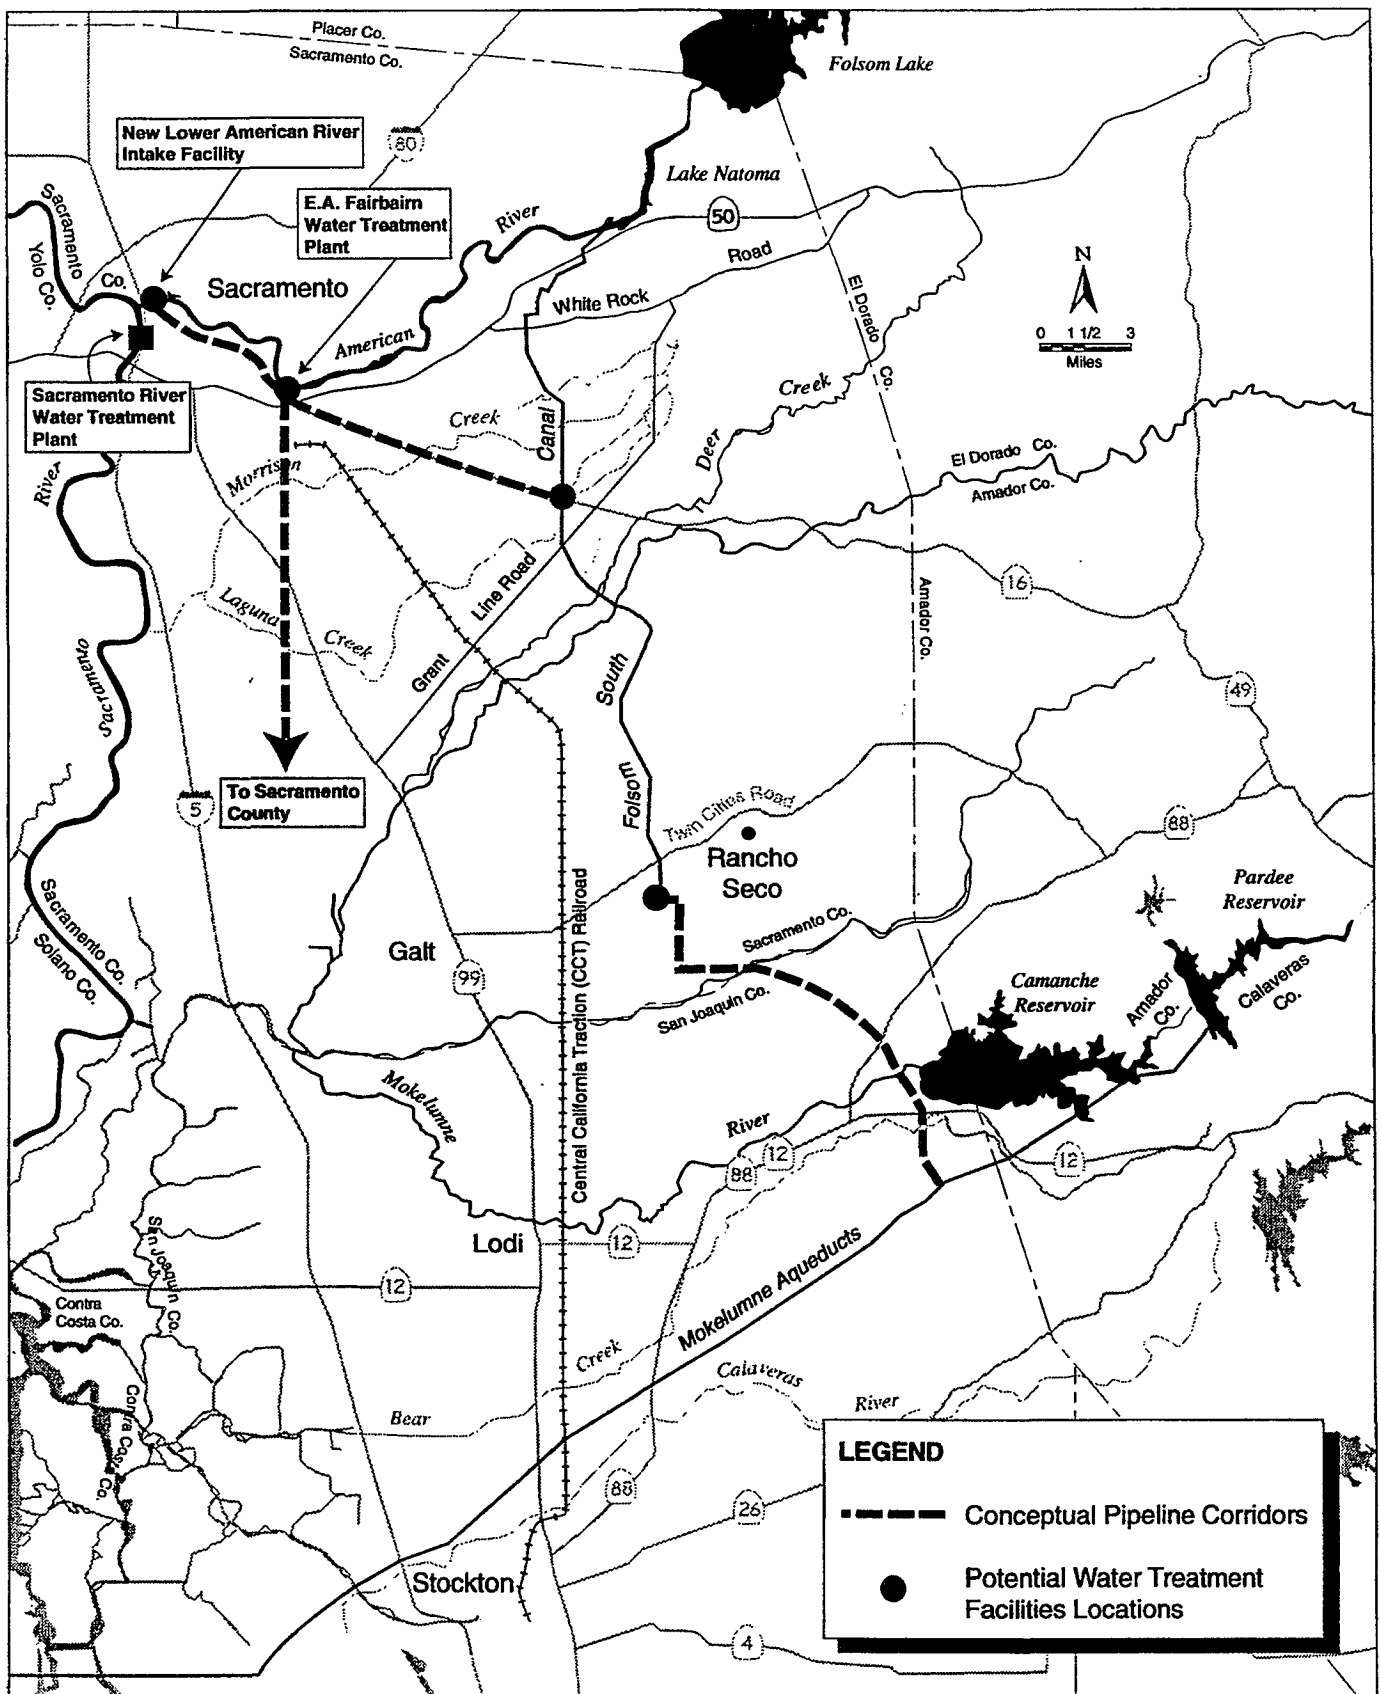 Placer Co.
Sacramento Co.
Folsom Lake
New Lower American River
Intake Facility
80
Lake Natoma
E.A. Fairbairn
Water Treatment
Plant
River
50
Sacramento
Yolo Co.
Co.
Sacramento
Road
White Rock
El Dorado
Co.
N
0 1 1/2 3
Miles
American
Sacramento River
Water Treatment
Plant
Creek
Creek
Canal
Deer
Morrison
River
El Dorado Co.
Amador Co.
16
Line Road
Grant
Laguna
Creek
Amador Co.
Sacramento
South
49
Folsom
To Sacramento
County
5
Twin Cities Road
88
Rancho
Seco
Pardee
Reservoir
Sacramento Co.
Solano Co.
Galt
99
Central California Traction (CCT) Railroad
Sacramento Co.
San Joaquin Co.
Camanche
Reservoir
Amador
Co.
Calaveras
Co.
Mokelumne
River
12
88
12
Lodi
12
12
San Joaquin Co.
Contra
Costa Co.
Mokelumne Aqueducts
Creek
Calaveras
River
Bear
Contra Costa Co.
88
26
Stockton
4
LEGEND
Conceptual Pipeline Corridors
Potential Water Treatment
Facilities Locations